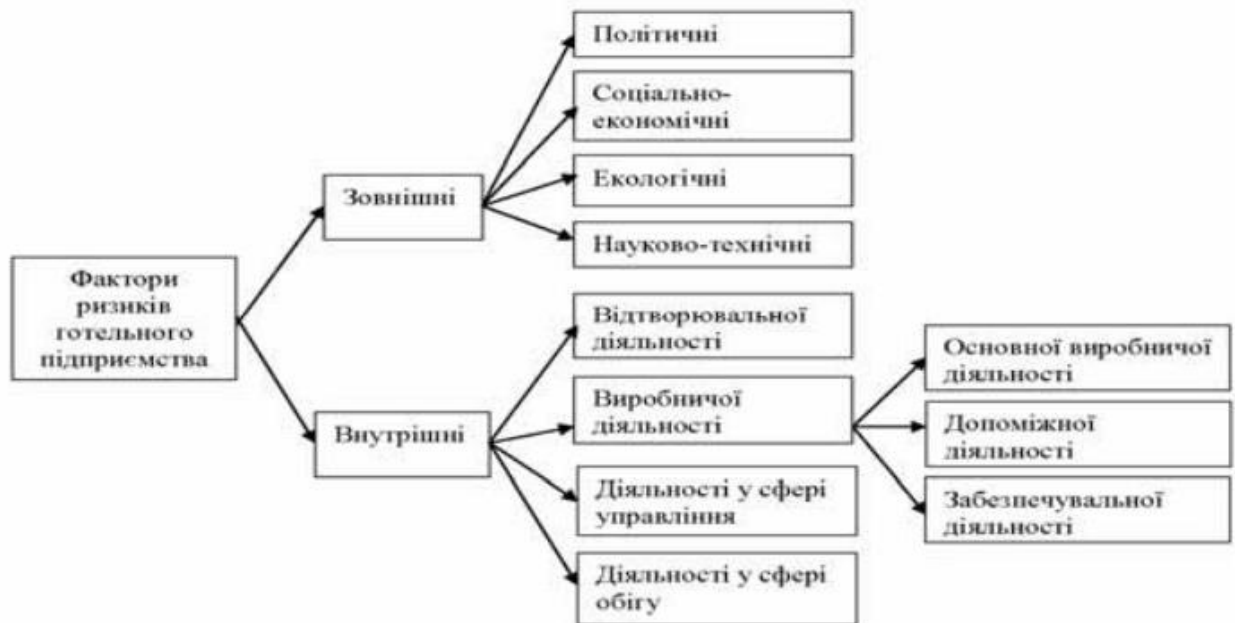 Фактори
ризиків
готельного
підприємства
Зовнішні
Внутрішні
Політичні
Соціально-
економічні
Екологічні
Науково-технічні
Відтворювальної
діяльності
Виробничої
діяльності
Діяльності у сфері
управління
Діяльності у сфері
обігу
Основної виробничої
діяльності
Допоміжної
діяльності
Забезпечувальної
діяльності